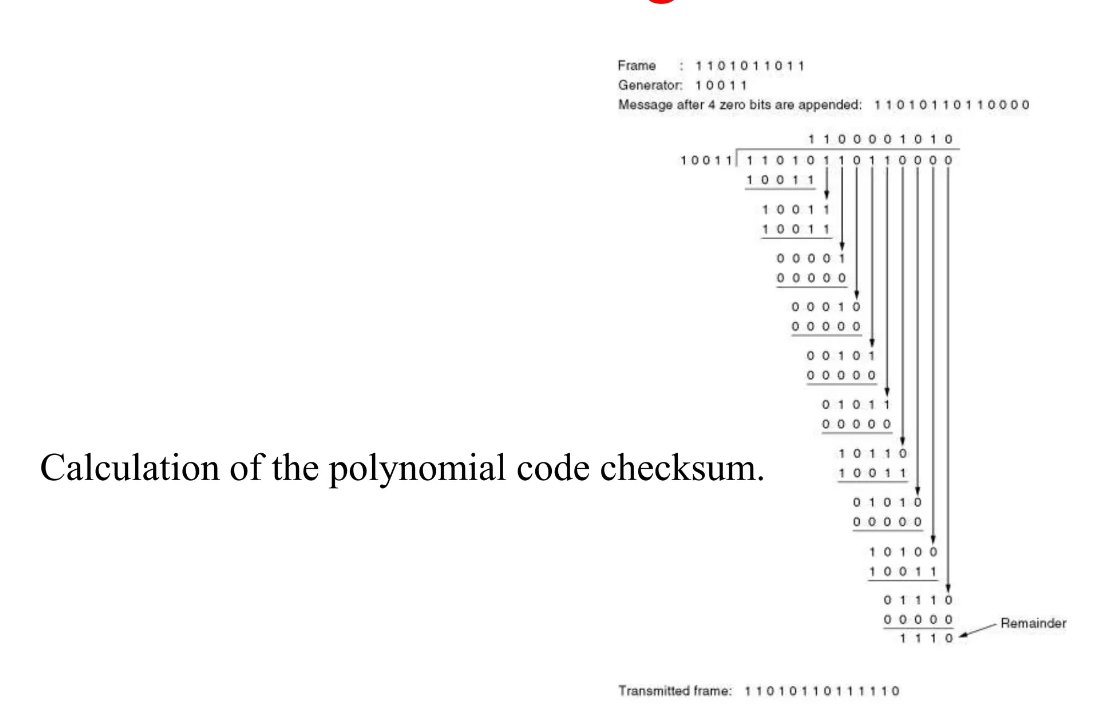 Frame : 1 1 0 1 0 1 1 0 1 1
Generator: 1 0 0 1 1
Message after 4 zero bits are appended: 1 1 0 1 0 1 1 0 1 1 0 0 0 0
1 1 0 0 0 0 1 0 1 0
1 0 0 1 1 1 1 0 1 0 1 1 0 1 1 0 0 0 0
1 0 0 1 1
1 0 0 1 1
1 0 0 1 1
0 0 0 0 1
0 0 0 0 0
0 0 0 1 0
0 0 0 0 0
0 0 1 0 1
0 0 0 0 0
0 1 0 1 1
0 0 0 0 0
1 0 1 1 0
1 0 0 1 1
Calculation of the polynomial code checksum.
0 1 0 1 0
0 0 0 0 0
1 0 1 0 0
1 0 0 1 1
0 1 1 1 0
0 0 0 0 0
Remainder
1 1 1 0
Transmitted frame: 1 1 0 1 0 1 1 0 1 1 1 1 1 0